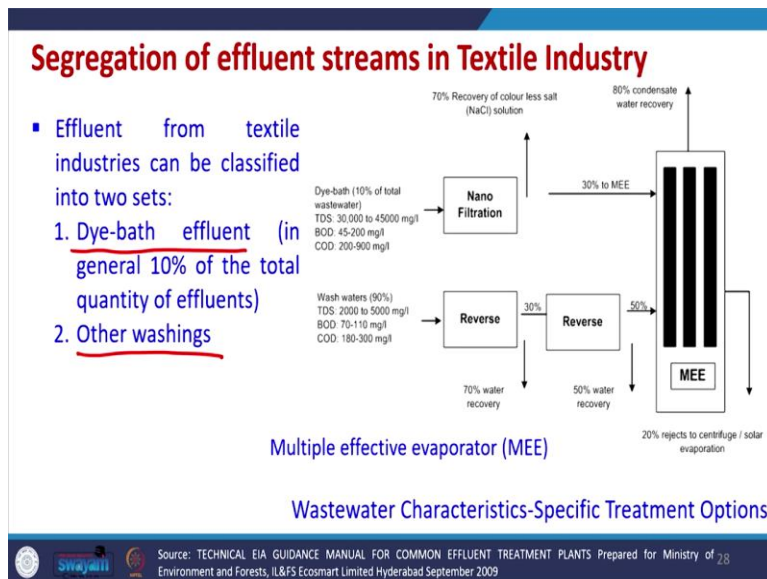 Segregation of effluent streams in Textile Industry
▪ Effluent from textile
industries can be classified
into two sets:
1. Dye-bath effluent (in
general 10% of the total
quantity of effluents)
2. Other washings
70% Recovery of colour less salt
(NaCl) solution
80% condensate
water recovery
Dye-bath (10% of total
wastewater)
TDS: 30,000 to 45000 mg/l
BOD: 45-200 mg/l
COD: 200-900 mg/l
Nano
Filtration
30% to MEE
Wash waters (90%)
TDS: 2000 to 5000 mg/l
BOD: 70-110 mg/l
COD: 180-300 mg/l
Reverse
30%
Reverse
50%
MEE
70% water
recovery
50% water
recovery
20% rejects to centrifuge / solar
evaporation
Multiple effective evaporator (MEE)
Wastewater Characteristics-Specific Treatment Options
swayam
Source: TECHNICAL EIA GUIDANCE MANUAL FOR COMMON EFFLUENT TREATMENT PLANTS Prepared for Ministry of
Environment and Forests, IL&FS Ecosmart Limited Hyderabad September 2009
28